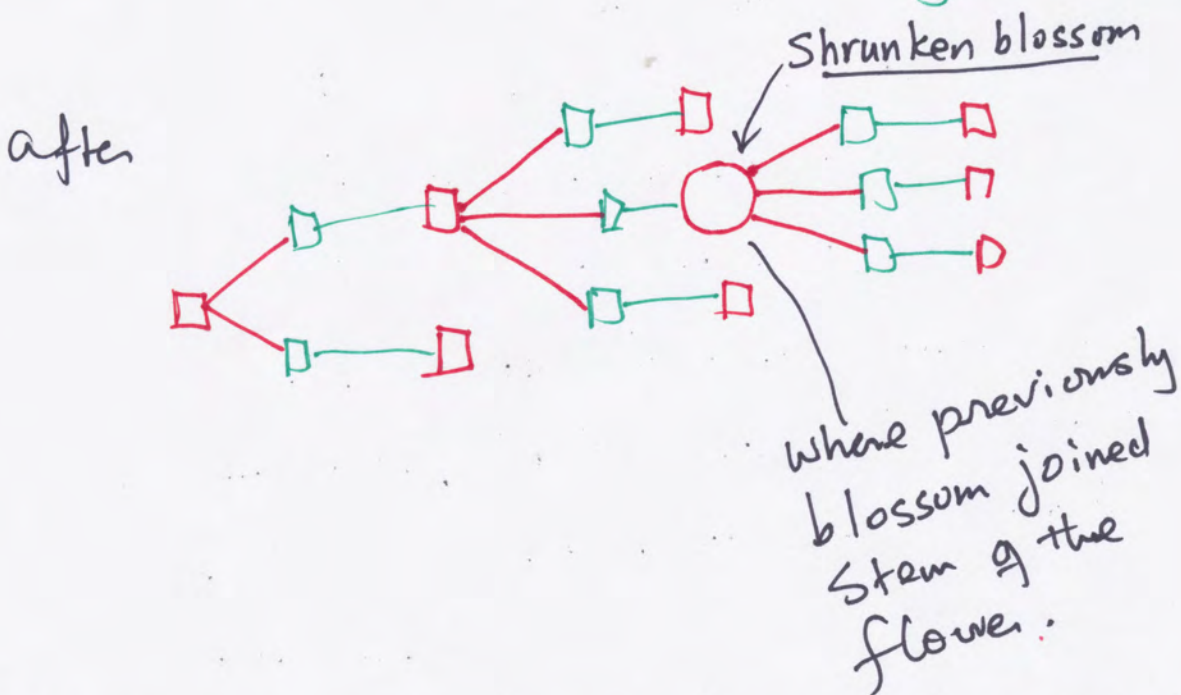 Shrunken blossom
after
where previously
blossom joined
stem of the
flower.